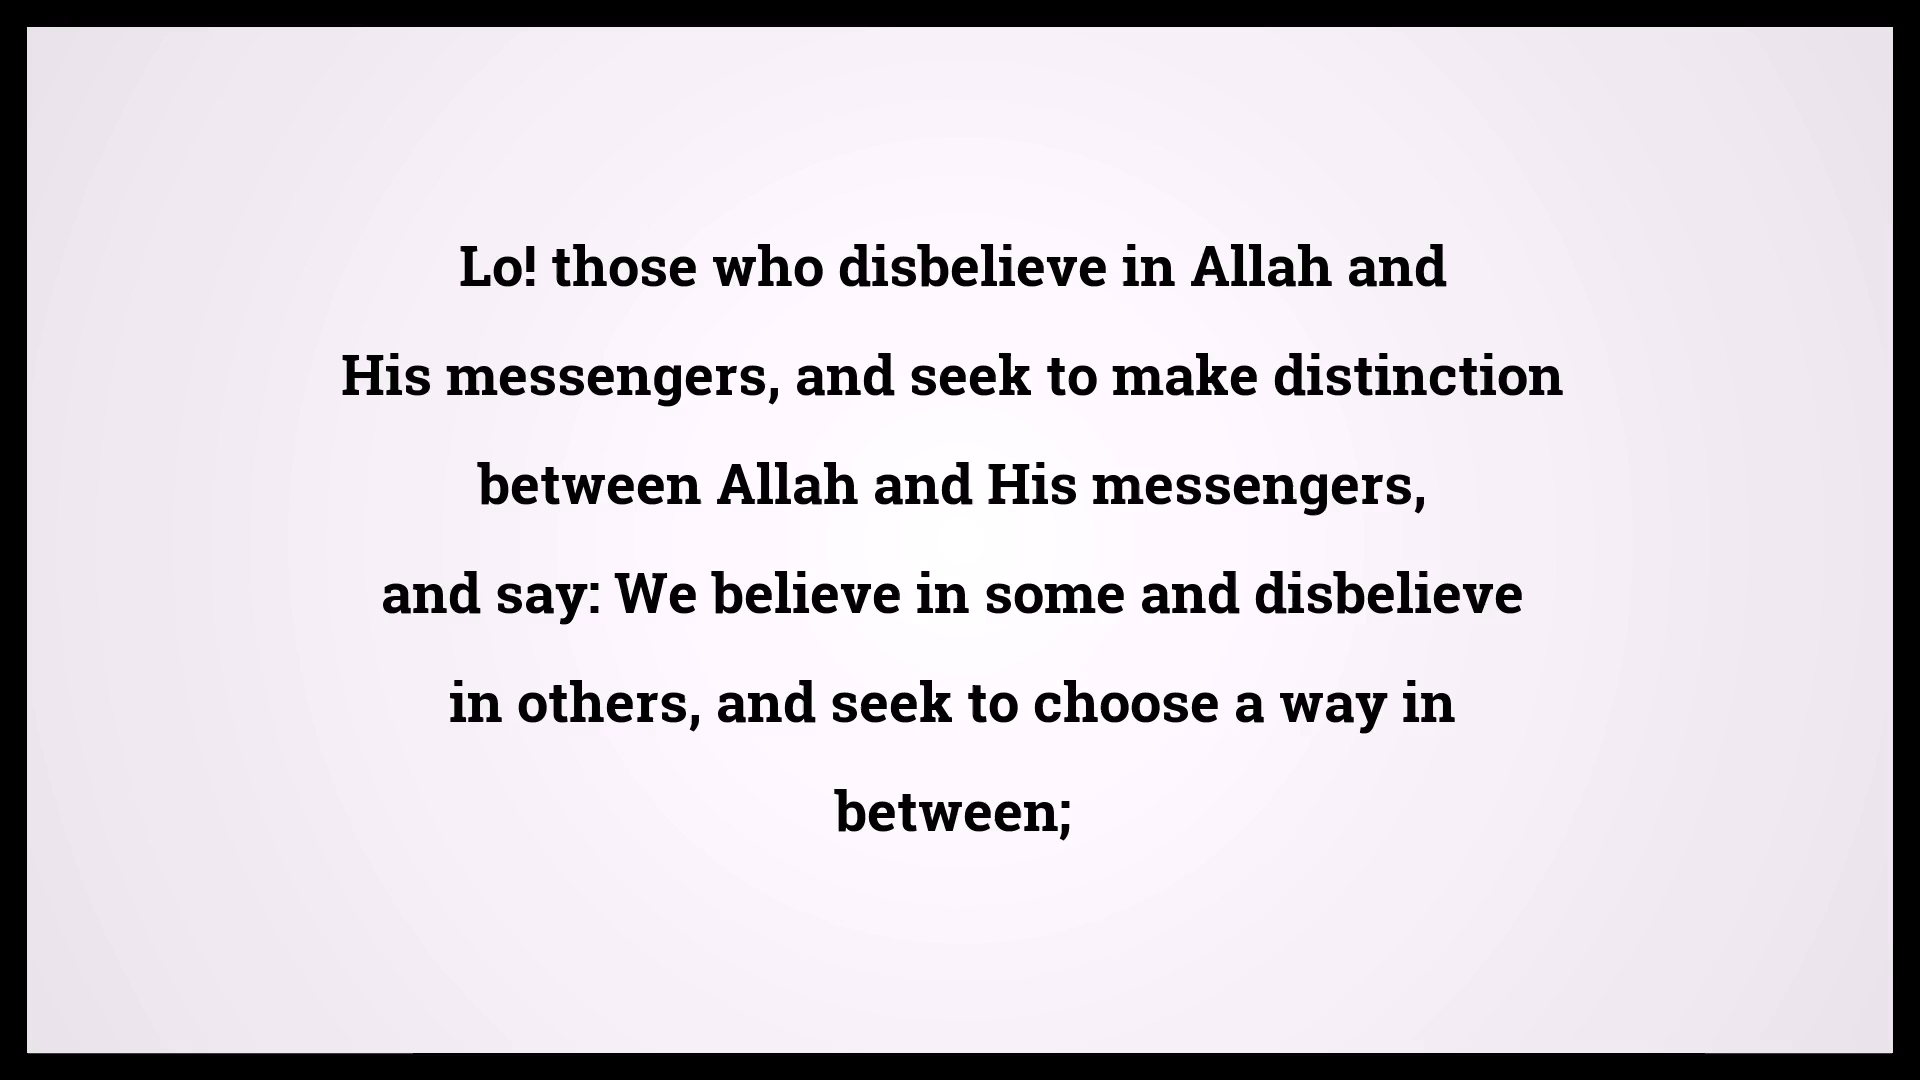 Lo! those who disbelieve in Allah and
His messengers, and seek to make distinction
between Allah and His messengers,
and say: We believe in some and disbelieve
in others, and seek to choose a way in
between;